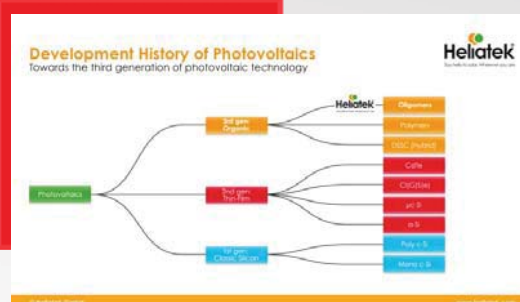 Development History of Photovoltaics
Towards the third generation of photovoltaic technology
Heliatek
Heliatek
Oligomers
3rd gen:
Organic
Polymers
DSSC (hybrid)
CdTe
Photovoltaics
2nd gen:
Thin-Film
CI(G)S(e)
µc-Si
a-Si
1st gen:
Classic Silicon
Poly c-Si
Mono c-Si